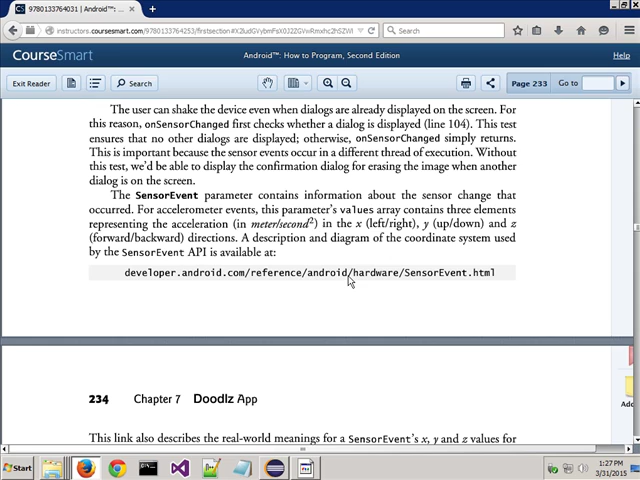 9780133764031 | Android™: ...
instructors.coursesmart.com/9780133764253/firstsection
Search
CourseSmart
Android™: How to Program, Second Edition
Exit Reader
Search
Page 233
Go to
The user can shake the device even when dialogs are already displayed on the screen. For
this reason, onSensorChanged first checks whether a dialog is displayed (line 104). This test
ensures that no other dialogs are displayed; otherwise, onSensorChanged simply returns.
This is important because the sensor events occur in a different thread of execution. Without
this test, we'd be able to display the confirmation dialog for erasing the image when another
dialog is on the screen.
The SensorEvent parameter contains information about the sensor change that
occurred. For accelerometer events, this parameter's values array contains three elements
representing the acceleration (in meter/second²) in the x (left/right), y (up/down) and z
(forward/backward) directions. A description and diagram of the coordinate system used
by the SensorEvent API is available at:
developer.android.com/reference/android/hardware/SensorEvent.html
234 Chapter 7 Doodlz App
This link also describes the real-world meanings for a SensorEvent's x, y and z values for
Start
1:27 PM
3/31/2015